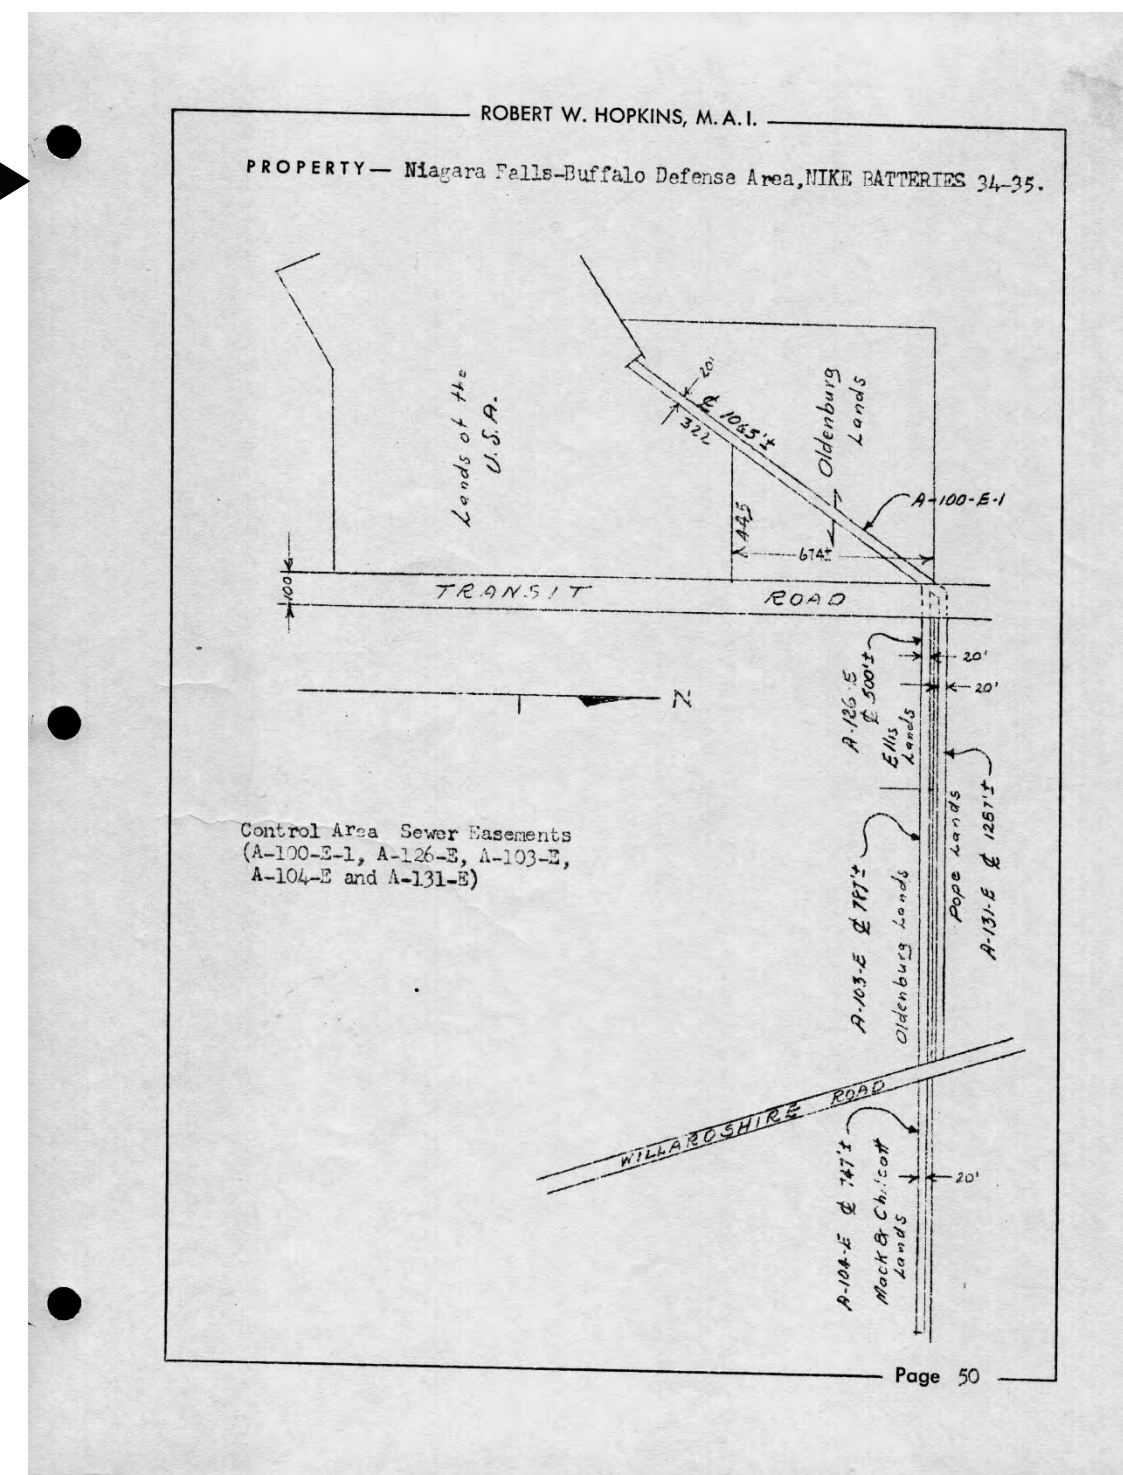 ROBERT W. HOPKINS, M.A.I.
PROPERTY— Niagara Falls-Buffalo Defense Area,NIKE BATTERIES 34-35.
Lands of the
U.S.A.
20'
℄ 1065'±
322
Oldenburg
Lands
A-100-E-1
445
674±
100
TRANSIT ROAD
N
20'
20'
A-126-E
℄ 500'±
Ellis
Lands
Control Area Sewer Easements
(A-100-E-1, A-126-E, A-103-E,
A-104-E and A-131-E)
A-103-E ℄ 787'±
Oldenburg Lands
Pope Lands
A-131-E ℄ 1287'±
WILLAROSHIRE ROAD
A-104-E ℄ 747'±
Mack & Chilcott
Lands
20'
Page 50